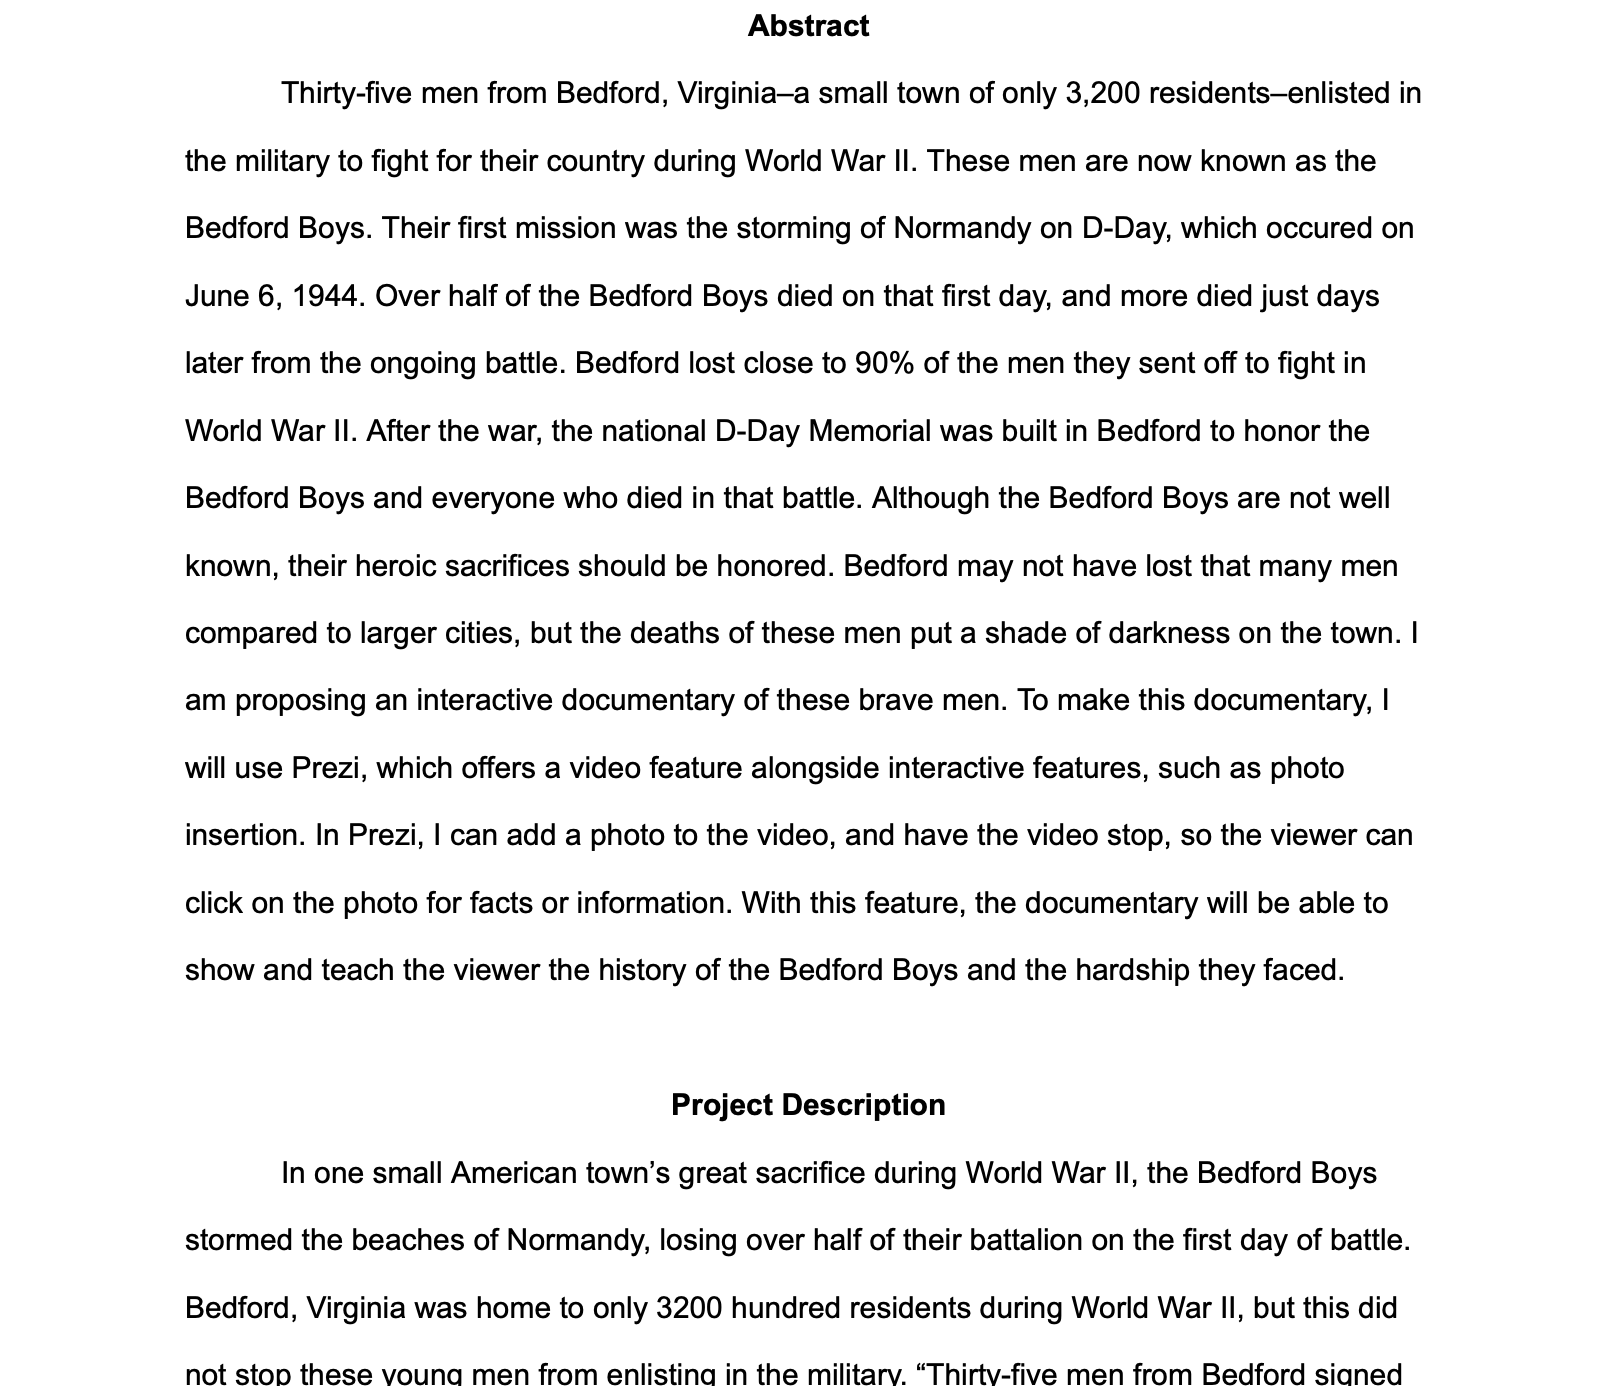 Abstract
Thirty-five men from Bedford, Virginia–a small town of only 3,200 residents–enlisted in
the military to fight for their country during World War II. These men are now known as the
Bedford Boys. Their first mission was the storming of Normandy on D-Day, which occured on
June 6, 1944. Over half of the Bedford Boys died on that first day, and more died just days
later from the ongoing battle. Bedford lost close to 90% of the men they sent off to fight in
World War II. After the war, the national D-Day Memorial was built in Bedford to honor the
Bedford Boys and everyone who died in that battle. Although the Bedford Boys are not well
known, their heroic sacrifices should be honored. Bedford may not have lost that many men
compared to larger cities, but the deaths of these men put a shade of darkness on the town. I
am proposing an interactive documentary of these brave men. To make this documentary, I
will use Prezi, which offers a video feature alongside interactive features, such as photo
insertion. In Prezi, I can add a photo to the video, and have the video stop, so the viewer can
click on the photo for facts or information. With this feature, the documentary will be able to
show and teach the viewer the history of the Bedford Boys and the hardship they faced.
Project Description
In one small American town’s great sacrifice during World War II, the Bedford Boys
stormed the beaches of Normandy, losing over half of their battalion on the first day of battle.
Bedford, Virginia was home to only 3200 hundred residents during World War II, but this did
not stop these young men from enlisting in the military. “Thirty-five men from Bedford signed